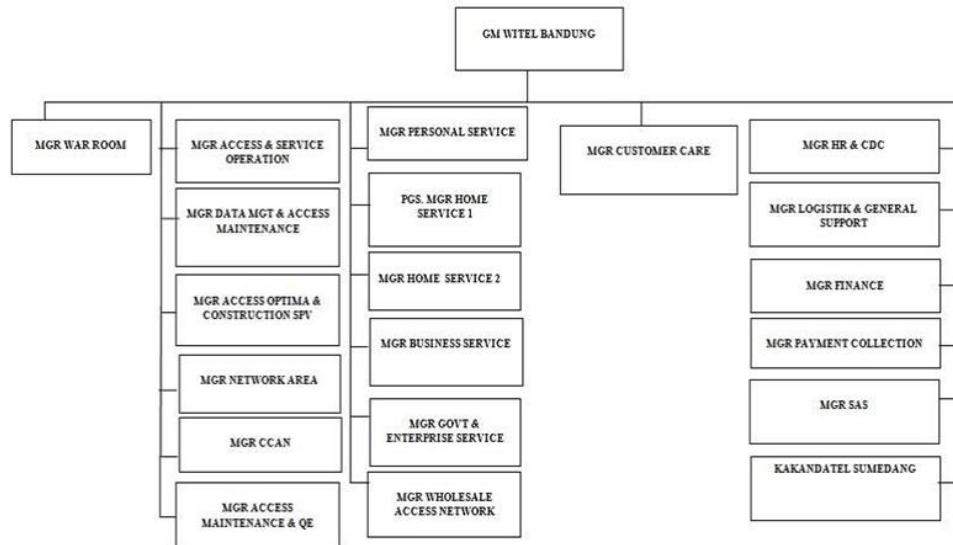 GM WITEL BANDUNG
MGR WAR ROOM
MGR ACCESS & SERVICE
OPERATION
MGR DATA MGT & ACCESS
MAINTENANCE
MGR ACCESS OPTIMA &
CONSTRUCTION SPV
MGR NETWORK AREA
MGR CCAN
MGR ACCESS
MAINTENANCE & QE
MGR PERSONAL SERVICE
PGS. MGR HOME
SERVICE 1
MGR HOME SERVICE 2
MGR BUSINESS SERVICE
MGR GOVT &
ENTERPRISE SERVICE
MGR WHOLESALE
ACCESS NETWORK
MGR CUSTOMER CARE
MGR HR & CDC
MGR LOGISTIK & GENERAL
SUPPORT
MGR FINANCE
MGR PAYMENT COLLECTION
MGR SAS
KAKANDATEL SUMEDANG